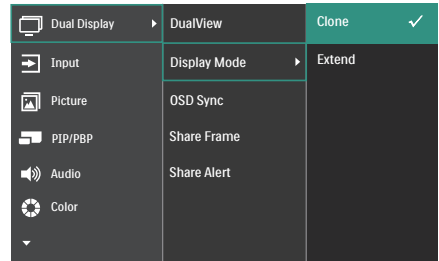 Dual Display
Input
Picture
PIP/PBP
Audio
Color
DualView
Display Mode
OSD Sync
Share Frame
Share Alert
Clone
Extend